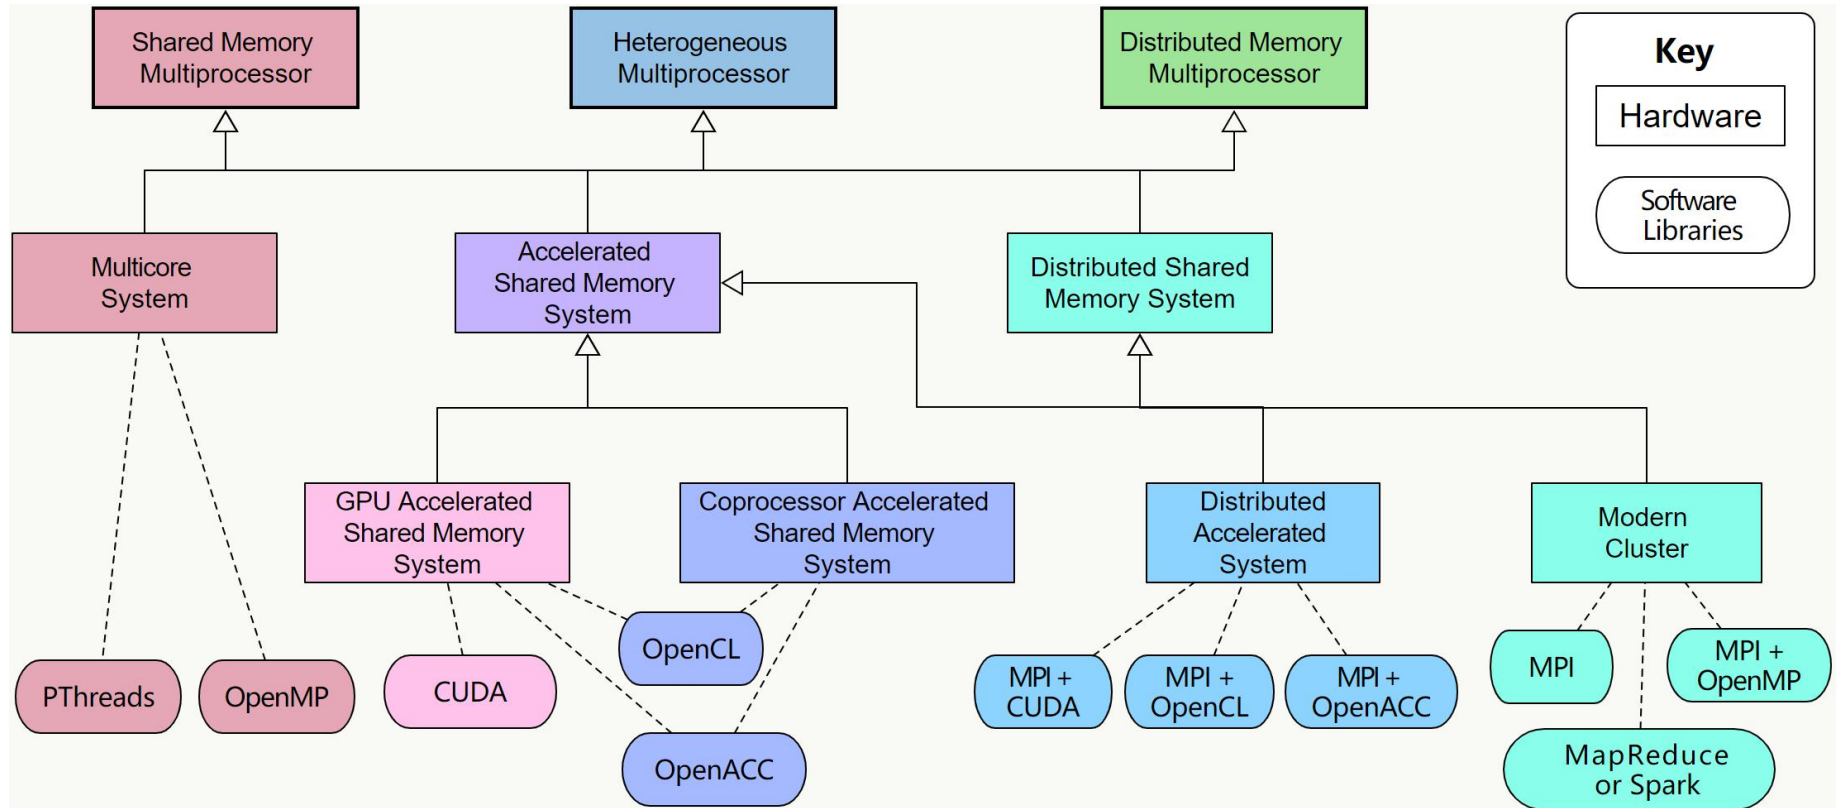 Shared Memory
Multiprocessor
Heterogeneous
Multiprocessor
Distributed Memory
Multiprocessor
Key
Hardware
Software
Libraries
Multicore
System
Accelerated
Shared Memory
System
Distributed Shared
Memory System
GPU Accelerated
Shared Memory
System
Coprocessor Accelerated
Shared Memory
System
Distributed
Accelerated
System
Modern
Cluster
PThreads
OpenMP
CUDA
OpenCL
OpenACC
MPI +
CUDA
MPI +
OpenCL
MPI +
OpenACC
MPI
MPI +
OpenMP
MapReduce
or Spark